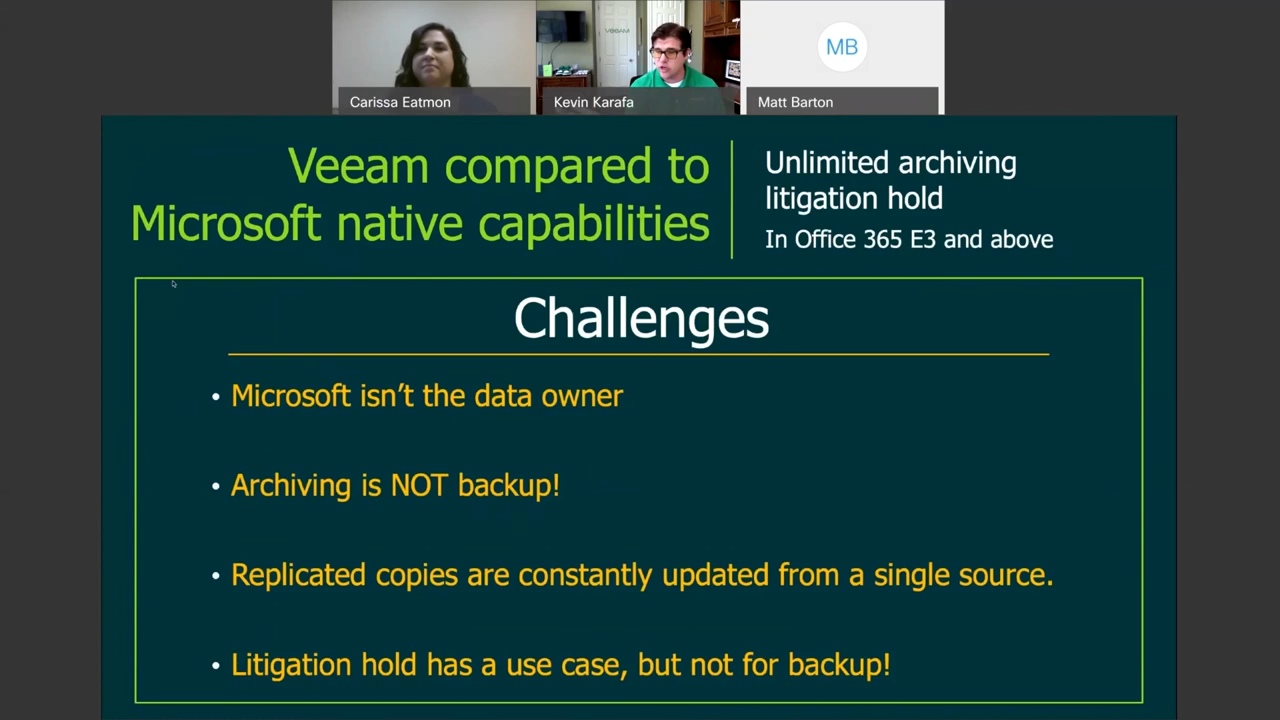 VEEAM
MB
Carissa Eatmon
Kevin Karafa
Matt Barton
Veeam compared to
Microsoft native capabilities
Unlimited archiving
litigation hold
In Office 365 E3 and above
Challenges
• Microsoft isn’t the data owner
• Archiving is NOT backup!
• Replicated copies are constantly updated from a single source.
• Litigation hold has a use case, but not for backup!